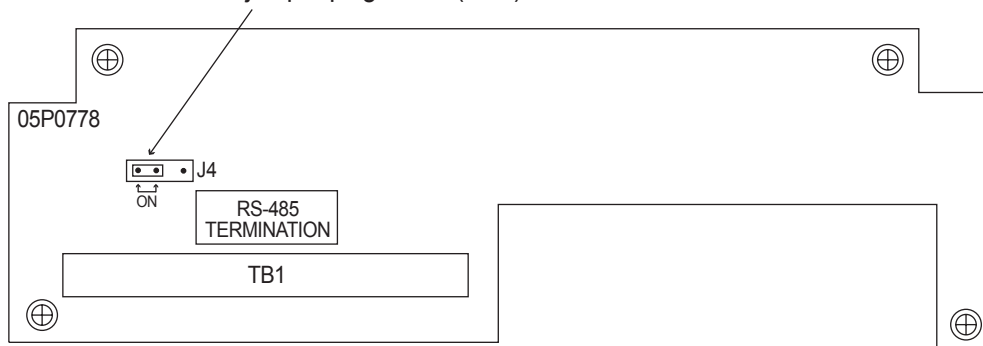 05P0778
J4
ON
RS-485
TERMINATION
TB1